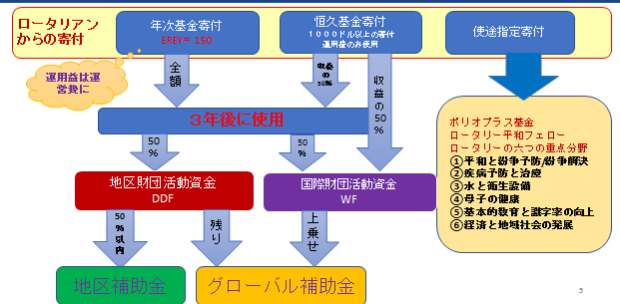 ロータリアン
からの寄付
年次基金寄付
EREY= 150
恒久基金寄付
1000ドル以上の寄付
運用益のみ使用
使途指定寄付
運用益は運
営費に
全額
収益の50%
収益の50%
3年後に使用
50%
50%
地区財団活動資金
DDF
国際財団活動資金
WF
50%以内
残り
上乗せ
地区補助金
グローバル補助金
ポリオプラス基金
ロータリー平和フェロー
ロータリーの六つの重点分野
①平和と紛争予防/紛争解決
②疾病予防と治療
③水と衛生設備
④母子の健康
⑤基本的教育と識字率の向上
⑥経済と地域社会の発展
5